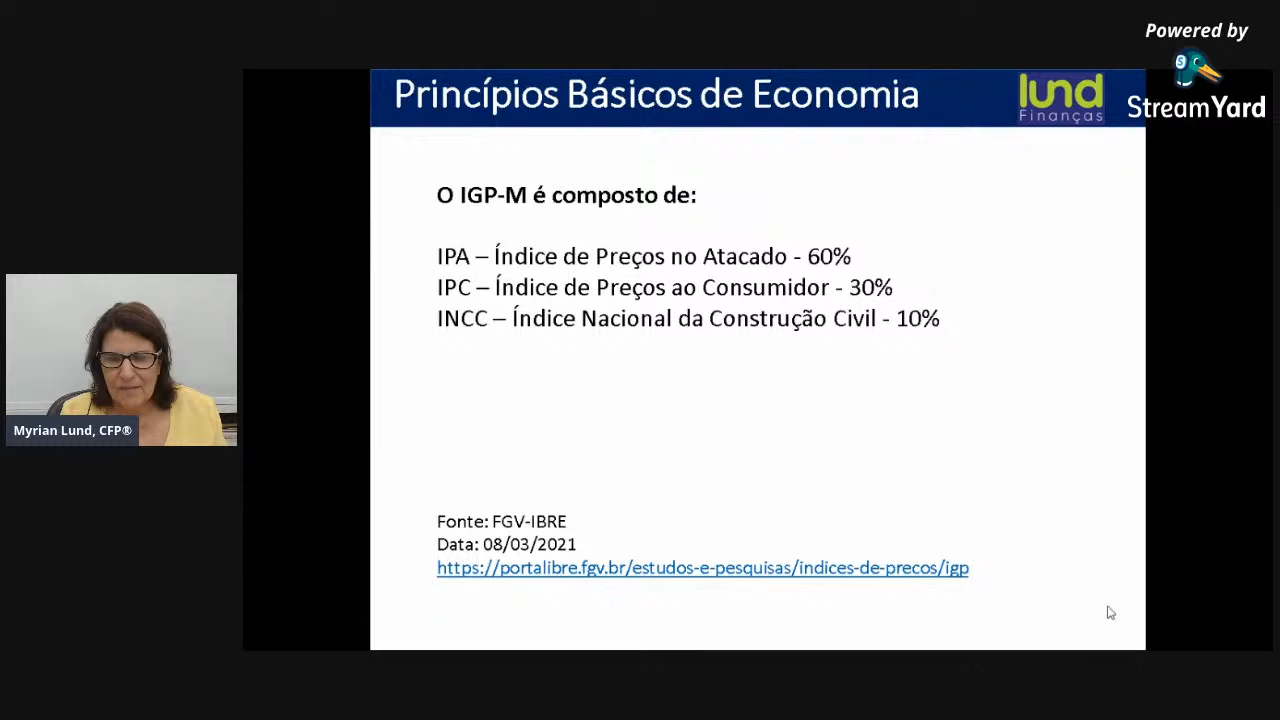 Powered by
StreamYard
Princípios Básicos de Economia
lund
Finanças
O IGP-M é composto de:
IPA – Índice de Preços no Atacado - 60%
IPC – Índice de Preços ao Consumidor - 30%
INCC – Índice Nacional da Construção Civil - 10%
Myrian Lund, CFP®
Fonte: FGV-IBRE
Data: 08/03/2021
https://portalibre.fgv.br/estudos-e-pesquisas/indices-de-precos/igp